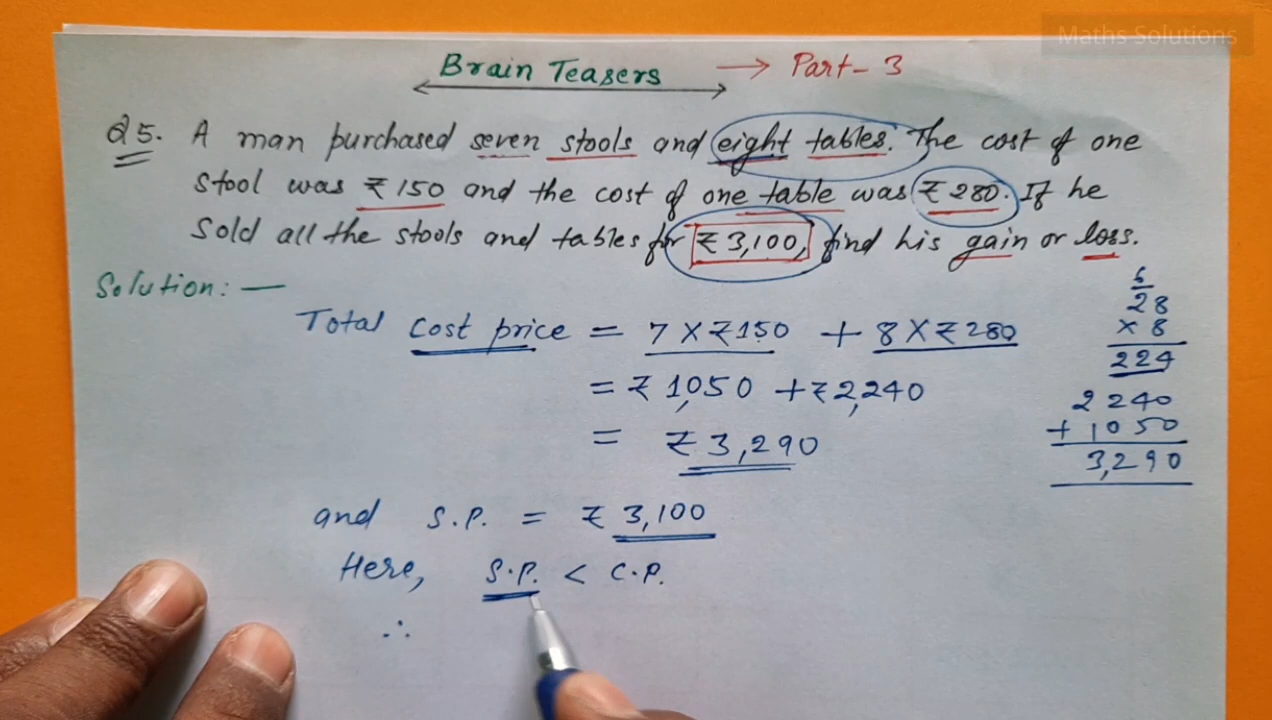 Maths Solutions
Brain Teasers → Part-3
Q5. A man purchased seven stools and eight tables. The cost of one
stool was ₹150 and the cost of one table was ₹280. If he
sold all the stools and tables for ₹3,100, find his gain or loss.
Solution:—
Total cost price = 7 × ₹150 + 8 × ₹280
= ₹1,050 + ₹2,240
= ₹3,290
and S.P. = ₹3,100
Here, S.P. < C.P.
∴
6
28
× 8
224
2240
+ 1050
3,290